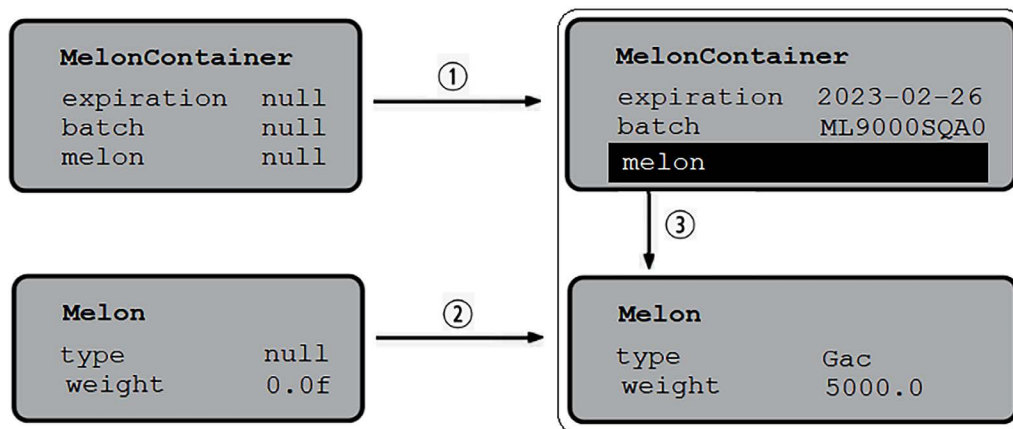 MelonContainer
expiration null
batch null
melon null
①
MelonContainer
expiration 2023-02-26
batch ML9000SQA0
melon
③
Melon
type null
weight 0.0f
②
Melon
type Gac
weight 5000.0